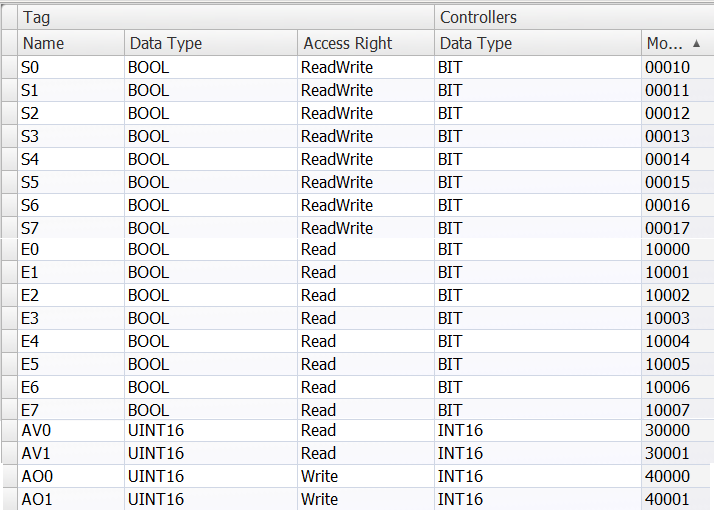 Tag Controllers
Name Data Type Access Right Data Type Mo...
S0 BOOL ReadWrite BIT 00010
S1 BOOL ReadWrite BIT 00011
S2 BOOL ReadWrite BIT 00012
S3 BOOL ReadWrite BIT 00013
S4 BOOL ReadWrite BIT 00014
S5 BOOL ReadWrite BIT 00015
S6 BOOL ReadWrite BIT 00016
S7 BOOL ReadWrite BIT 00017
E0 BOOL Read BIT 10000
E1 BOOL Read BIT 10001
E2 BOOL Read BIT 10002
E3 BOOL Read BIT 10003
E4 BOOL Read BIT 10004
E5 BOOL Read BIT 10005
E6 BOOL Read BIT 10006
E7 BOOL Read BIT 10007
AV0 UINT16 Read INT16 30000
AV1 UINT16 Read INT16 30001
AO0 UINT16 Write INT16 40000
AO1 UINT16 Write INT16 40001